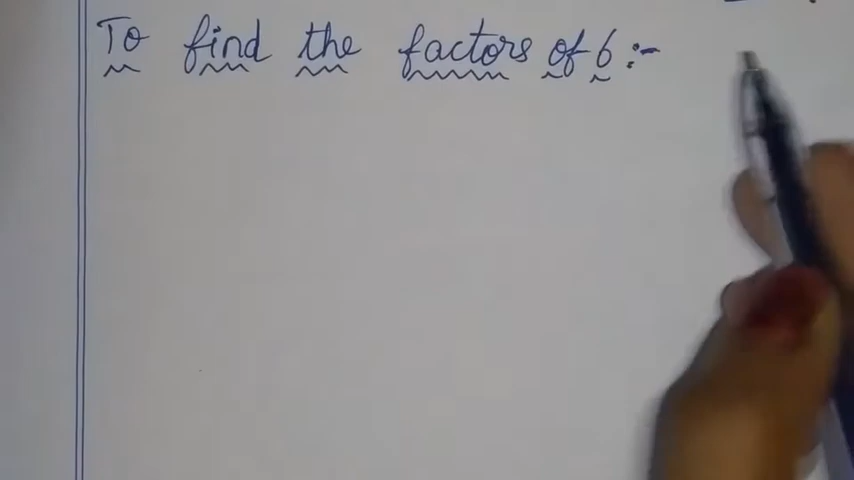 To find the factors of 6 :-